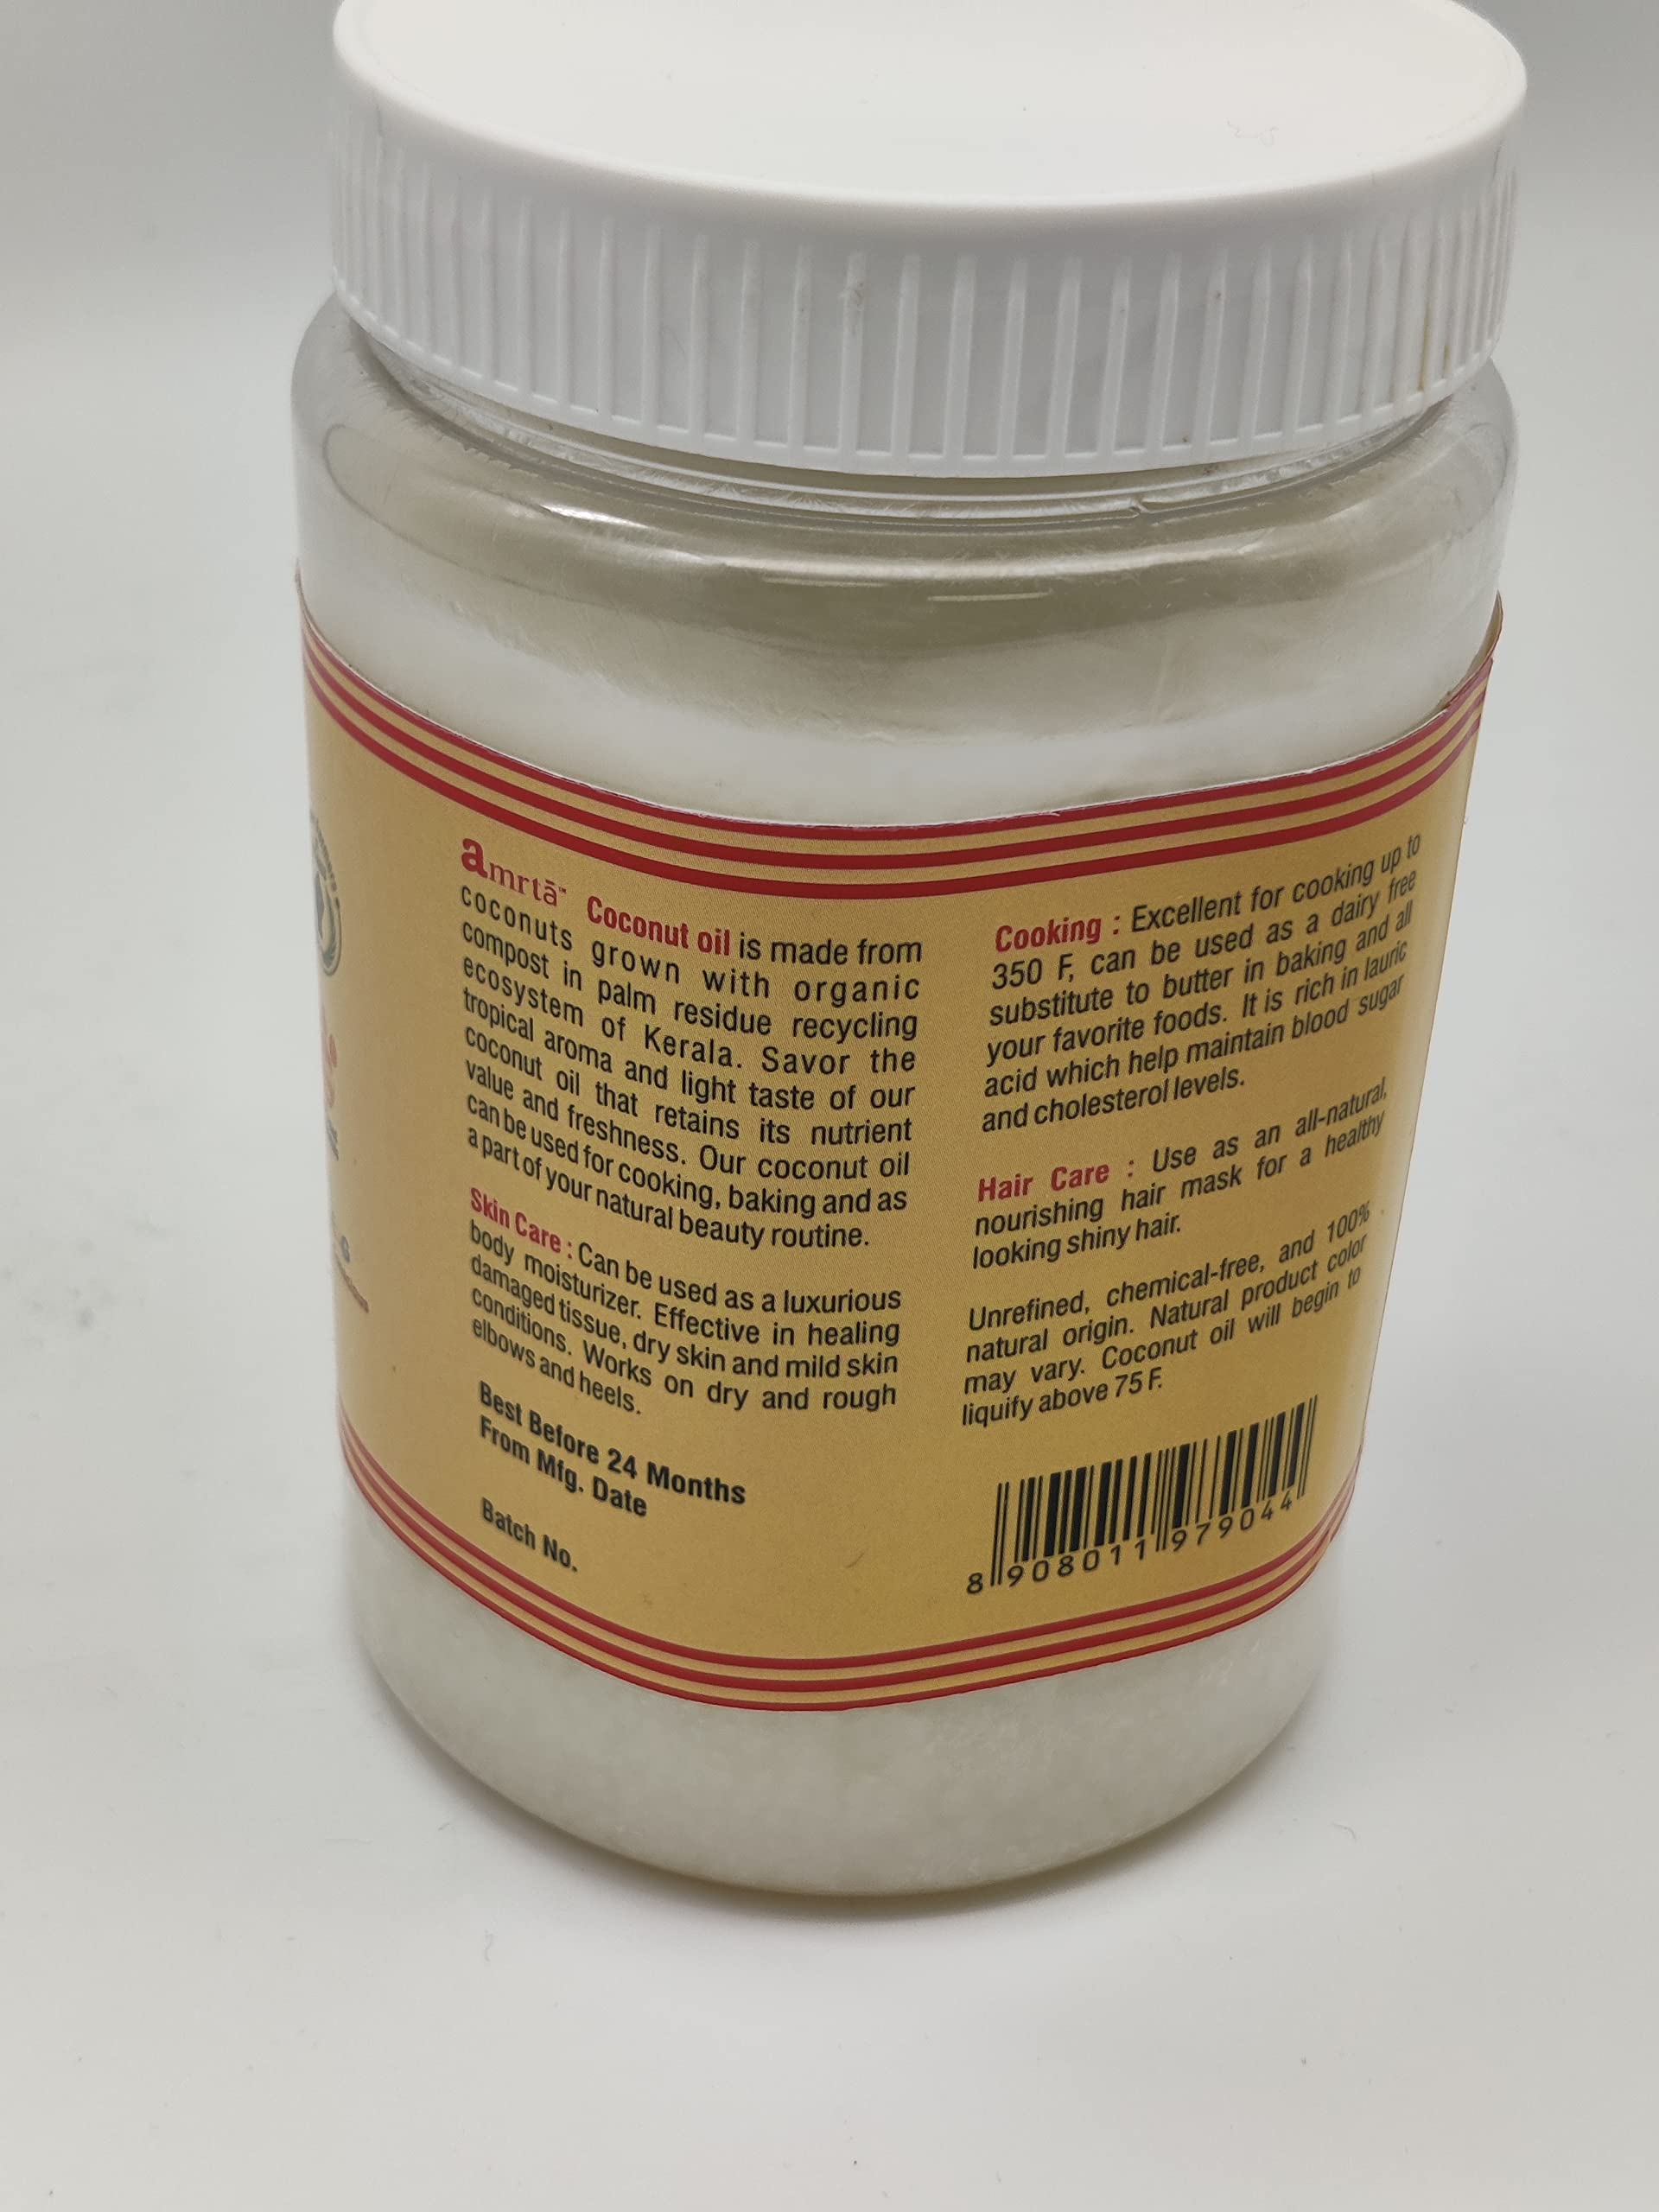 amrtā™ Coconut oil is made from
coconuts grown with organic
compost in palm residue recycling
ecosystem of Kerala. Savor the
tropical aroma and light taste of our
coconut oil that retains its nutrient
value and freshness. Our coconut oil
can be used for cooking, baking and as
a part of your natural beauty routine.
Skin Care : Can be used as a luxurious
body moisturizer. Effective in healing
damaged tissue, dry skin and mild skin
conditions. Works on dry and rough
elbows and heels.
Best Before 24 Months
From Mfg. Date
Batch No.
Cooking : Excellent for cooking up to
350 F, can be used as a dairy free
substitute to butter in baking and all
your favorite foods. It is rich in lauric
acid which help maintain blood sugar
and cholesterol levels.
Hair Care : Use as an all-natural,
nourishing hair mask for a healthy
looking shiny hair.
Unrefined, chemical-free, and 100%
natural origin. Natural product color
may vary. Coconut oil will begin to
liquify above 75 F.
8 908011 979044